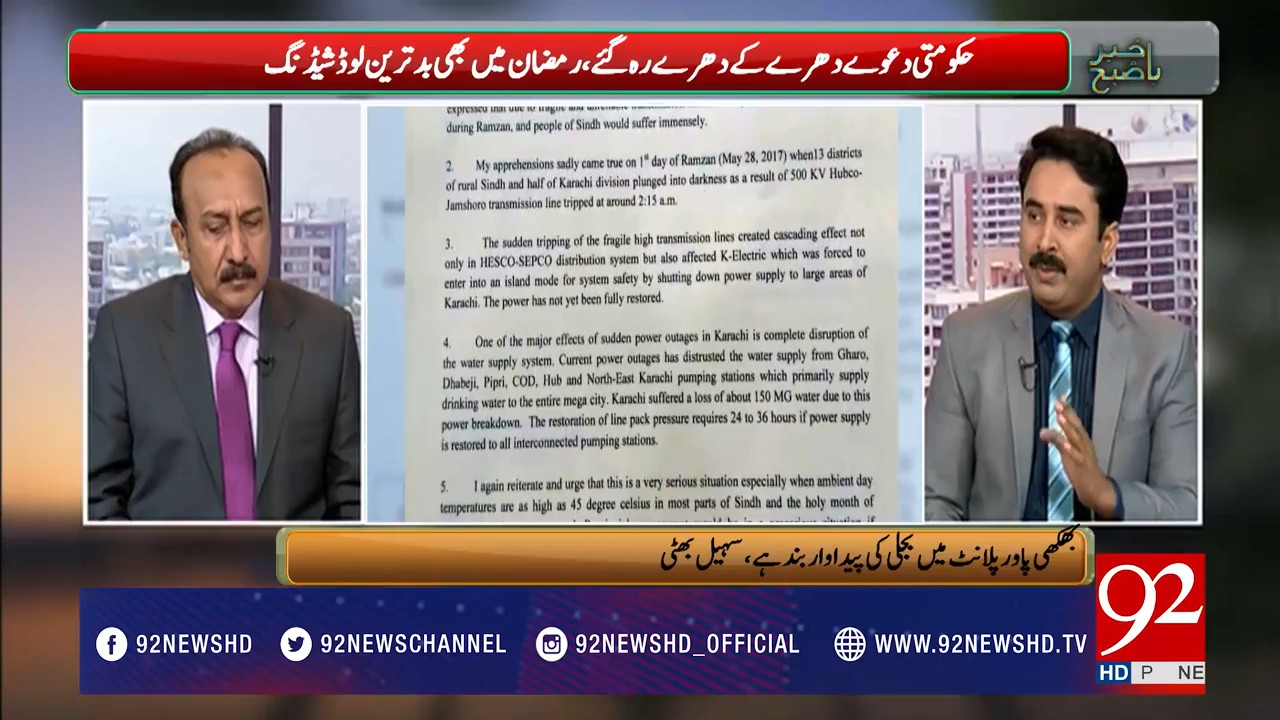 حکومتی دعوے دھرے کے دھرے رہ گئے، رمضان میں بھی بدترین لوڈشیڈنگ
خبر
باصبح
expressed that due to fragile and
during Ramzan, and people of Sindh would suffer immensely.
2. My apprehensions sadly came true on 1st day of Ramzan (May 28, 2017) when13 districts
of rural Sindh and half of Karachi division plunged into darkness as a result of 500 KV Hubco-
Jamshoro transmission line tripped at around 2:15 a.m.
3. The sudden tripping of the fragile high transmission lines created cascading effect not
only in HESCO-SEPCO distribution system but also affected K-Electric which was forced to
enter into an island mode for system safety by shutting down power supply to large areas of
Karachi. The power has not yet been fully restored.
4. One of the major effects of sudden power outages in Karachi is complete disruption of
the water supply system. Current power outages has distrusted the water supply from Gharo,
Dhabeji, Pipri, COD, Hub and North-East Karachi pumping stations which primarily supply
drinking water to the entire mega city. Karachi suffered a loss of about 150 MG water due to this
power breakdown. The restoration of line pack pressure requires 24 to 36 hours if power supply
is restored to all interconnected pumping stations.
5. I again reiterate and urge that this is a very serious situation especially when ambient day
temperatures are as high as 45 degree celsius in most parts of Sindh and the holy month of
بھکھی پاور پلانٹ میں بجلی کی پیداوار بند ہے، سہیل بھٹی
92NEWSHD
92NEWSCHANNEL
92NEWSHD_OFFICIAL
WWW.92NEWSHD.TV
92
HD P NE